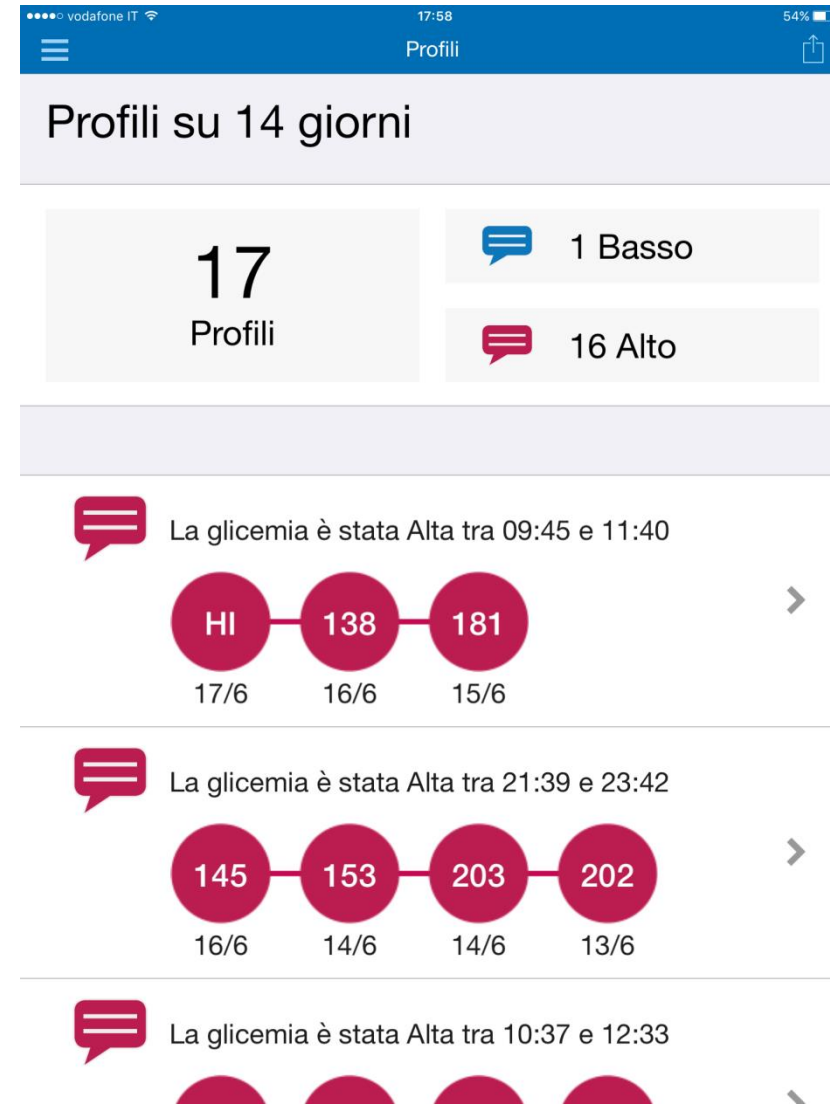 vodafone IT 17:58 54%
Profili
Profili su 14 giorni
17
Profili
1 Basso
16 Alto
La glicemia è stata Alta tra 09:45 e 11:40
HI 138 181
17/6 16/6 15/6
La glicemia è stata Alta tra 21:39 e 23:42
145 153 203 202
16/6 14/6 14/6 13/6
La glicemia è stata Alta tra 10:37 e 12:33